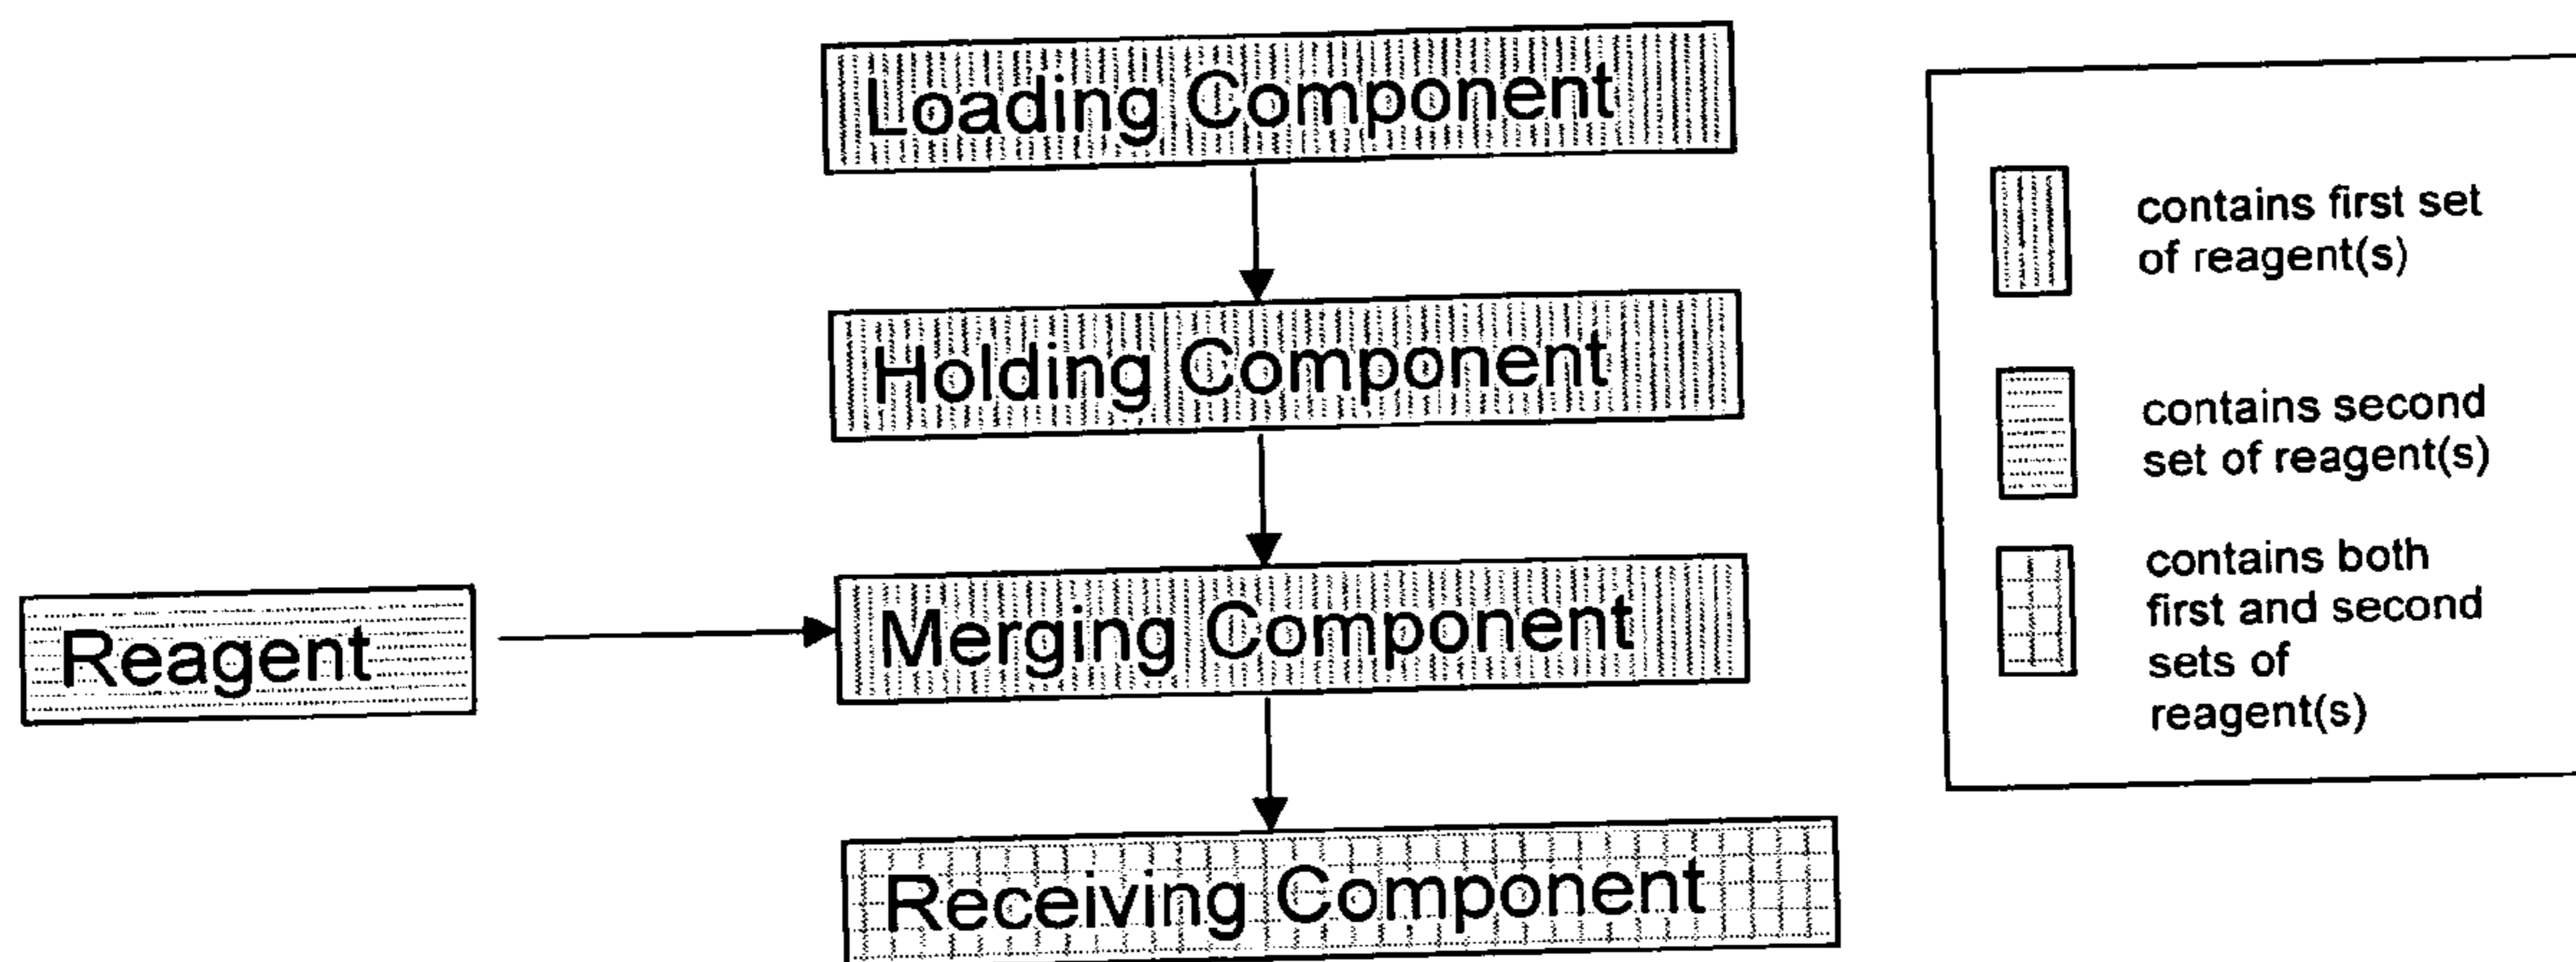 Loading Component
Holding Component
Reagent
Merging Component
Receiving Component
contains first set
of reagent(s)
contains second
set of reagent(s)
contains both
first and second
sets of
reagent(s)